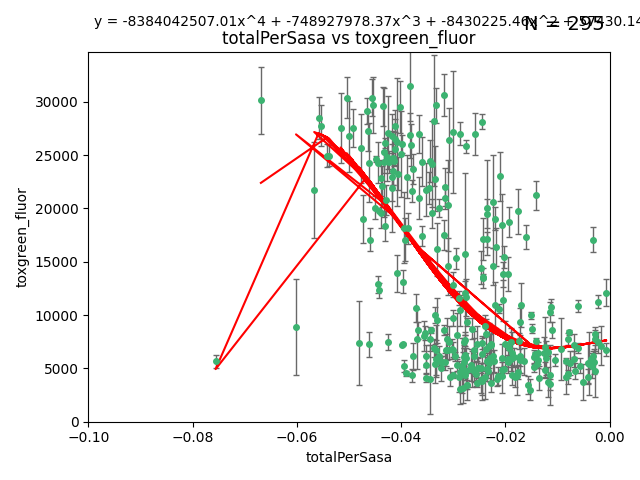 y = -8384042507.01x^4 + -748927978.37x^3 + -8430225.46x^2 +
N = 295
totalPerSasa vs toxgreen_fluor
30000
25000
20000
15000
10000
5000
0
toxgreen_fluor
−0.10
−0.08
−0.06
−0.04
−0.02
0.00
totalPerSasa